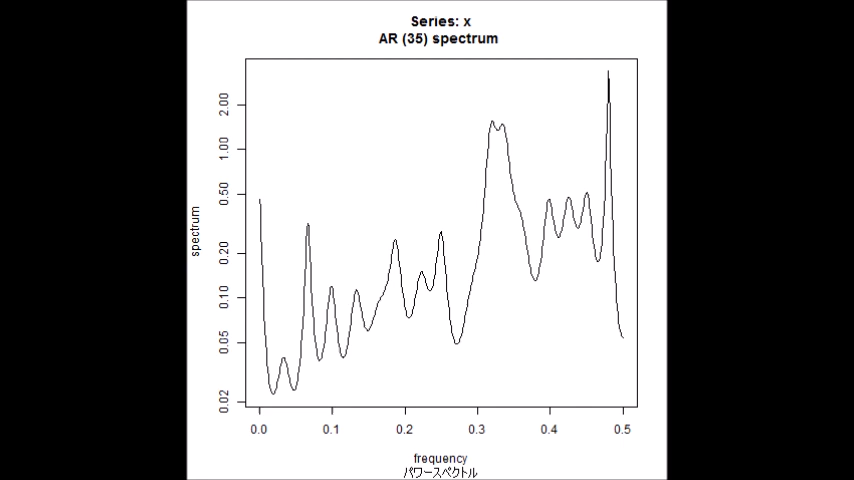 Series: x
AR (35) spectrum
spectrum
2.00
1.00
0.50
0.20
0.10
0.05
0.02
0.0 0.1 0.2 0.3 0.4 0.5
frequency
パワースペクトル